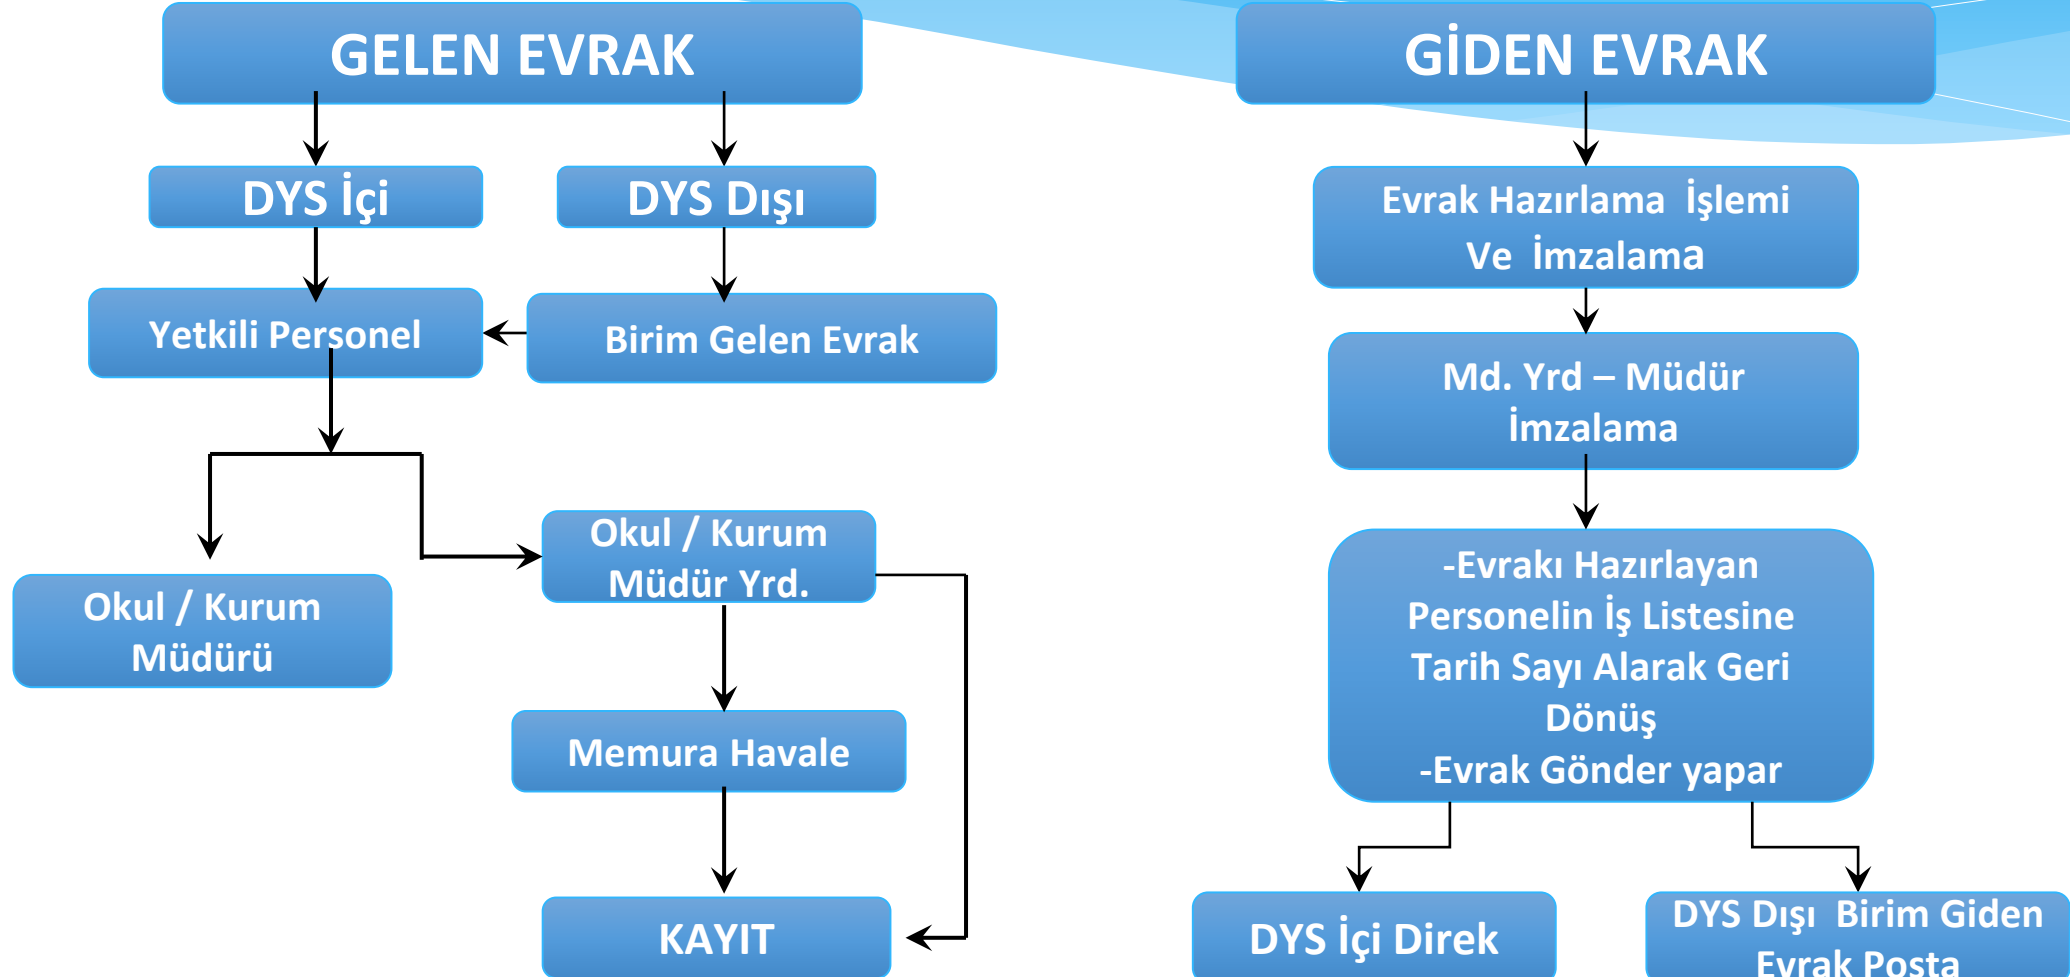 GELEN EVRAK
DYS İçi
DYS Dışı
Yetkili Personel
Birim Gelen Evrak
Okul / Kurum
Müdür Yrd.
Okul / Kurum
Müdürü
Memura Havale
KAYIT
GİDEN EVRAK
Evrak Hazırlama İşlemi
Ve İmzalama
Md. Yrd – Müdür
İmzalama
-Evrakı Hazırlayan
Personelin İş Listesine
Tarih Sayı Alarak Geri
Dönüş
-Evrak Gönder yapar
DYS İçi Direk
DYS Dışı Birim Giden
Evrak Posta